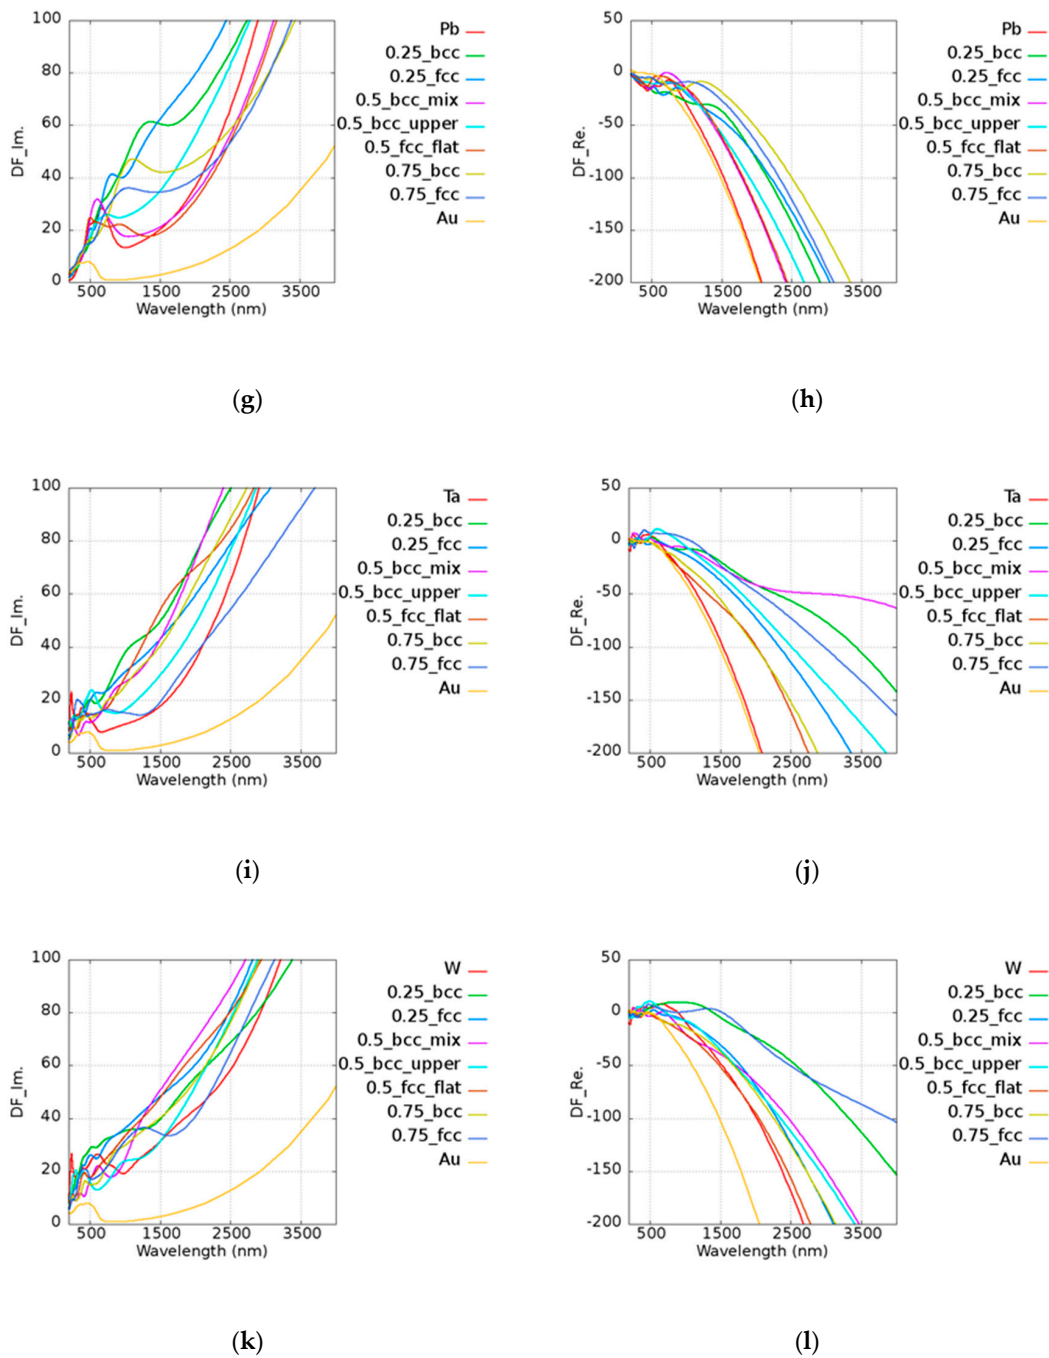 100
80
60
40
20
0
DF_Im.
500 1500 2500 3500
Wavelength (nm)
Pb
0.25_bcc
0.25_fcc
0.5_bcc_mix
0.5_bcc_upper
0.5_fcc_flat
0.75_bcc
0.75_fcc
Au
(g)
50
0
-50
-100
-150
-200
DF_Re.
500 1500 2500 3500
Wavelength (nm)
Pb
0.25_bcc
0.25_fcc
0.5_bcc_mix
0.5_bcc_upper
0.5_fcc_flat
0.75_bcc
0.75_fcc
Au
(h)
100
80
60
40
20
0
DF_Im.
500 1500 2500 3500
Wavelength (nm)
Ta
0.25_bcc
0.25_fcc
0.5_bcc_mix
0.5_bcc_upper
0.5_fcc_flat
0.75_bcc
0.75_fcc
Au
(i)
50
0
-50
-100
-150
-200
DF_Re.
500 1500 2500 3500
Wavelength (nm)
Ta
0.25_bcc
0.25_fcc
0.5_bcc_mix
0.5_bcc_upper
0.5_fcc_flat
0.75_bcc
0.75_fcc
Au
(j)
100
80
60
40
20
0
DF_Im.
500 1500 2500 3500
Wavelength (nm)
W
0.25_bcc
0.25_fcc
0.5_bcc_mix
0.5_bcc_upper
0.5_fcc_flat
0.75_bcc
0.75_fcc
Au
(k)
50
0
-50
-100
-150
-200
DF_Re.
500 1500 2500 3500
Wavelength (nm)
W
0.25_bcc
0.25_fcc
0.5_bcc_mix
0.5_bcc_upper
0.5_fcc_flat
0.75_bcc
0.75_fcc
Au
(l)